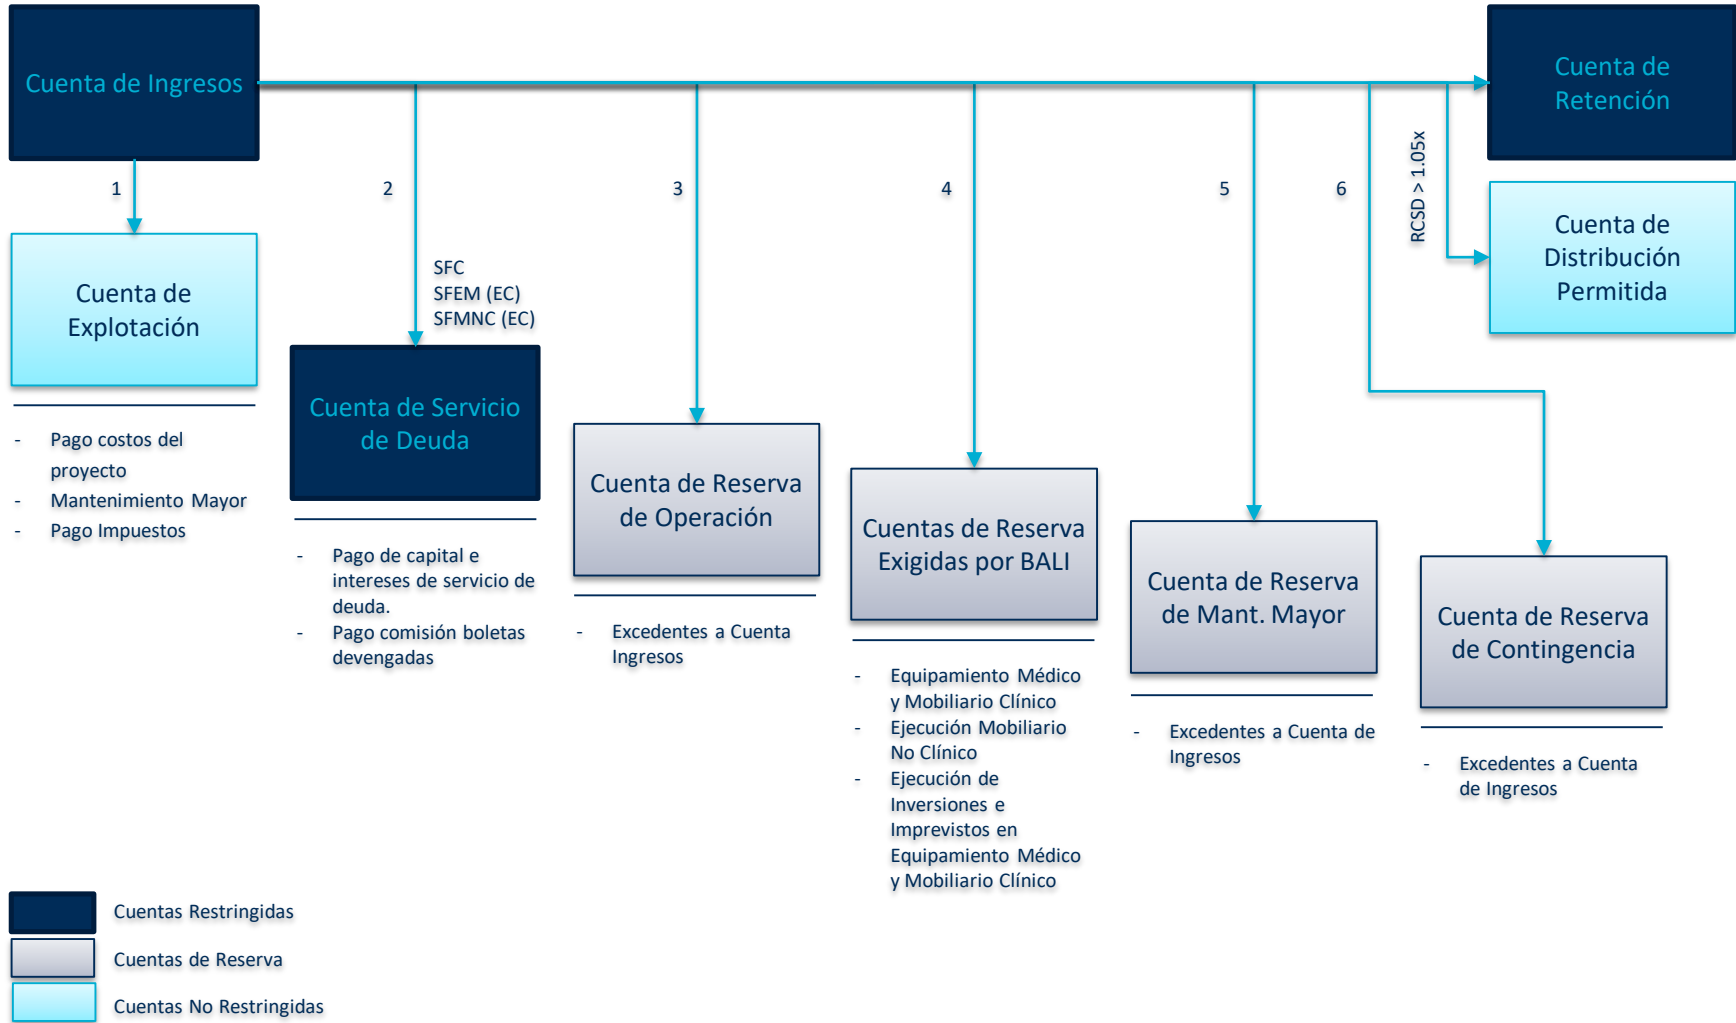 Cuenta de Ingresos
Cuenta de
Retención
1
2
3
4
5
6
RCSD > 1.05x
Cuenta de
Distribución
Permitida
SFC
SFEM (EC)
SFMNC (EC)
Cuenta de
Explotación
- Pago costos del
proyecto
- Mantenimiento Mayor
- Pago Impuestos
Cuenta de Servicio
de Deuda
- Pago de capital e
intereses de servicio de
deuda.
- Pago comisión boletas
devengadas
Cuenta de Reserva
de Operación
- Excedentes a Cuenta
Ingresos
Cuentas de Reserva
Exigidas por BALI
- Equipamiento Médico
y Mobiliario Clínico
- Ejecución Mobiliario
No Clínico
- Ejecución de
Inversiones e
Imprevistos en
Equipamiento Médico
y Mobiliario Clínico
Cuenta de Reserva
de Mant. Mayor
- Excedentes a Cuenta de
Ingresos
Cuenta de Reserva
de Contingencia
- Excedentes a Cuenta
de Ingresos
Cuentas Restringidas
Cuentas de Reserva
Cuentas No Restringidas